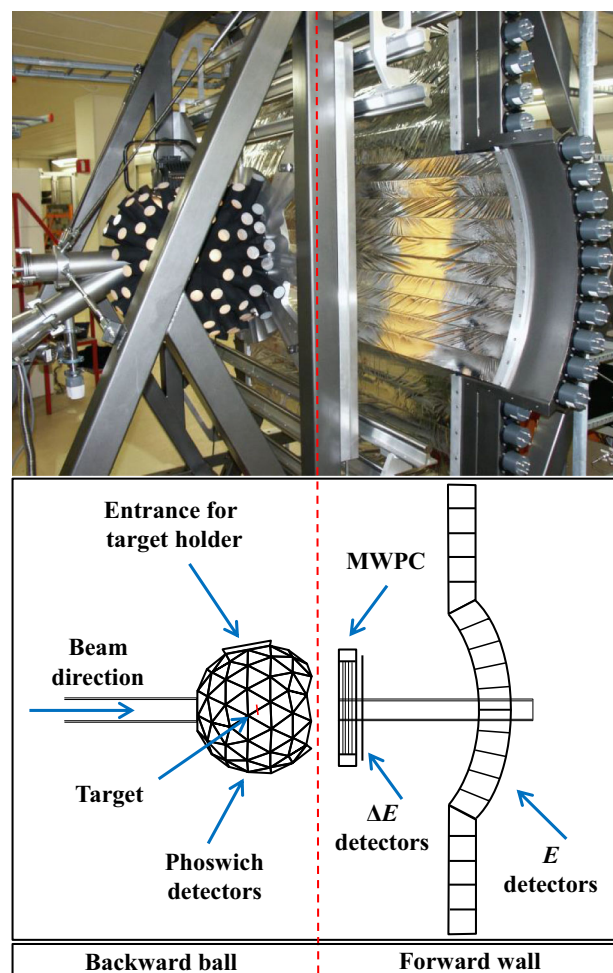 Entrance for
target holder
MWPC
Beam
direction
Target
ΔE
detectors
E
detectors
Phoswich
detectors
Backward ball
Forward wall